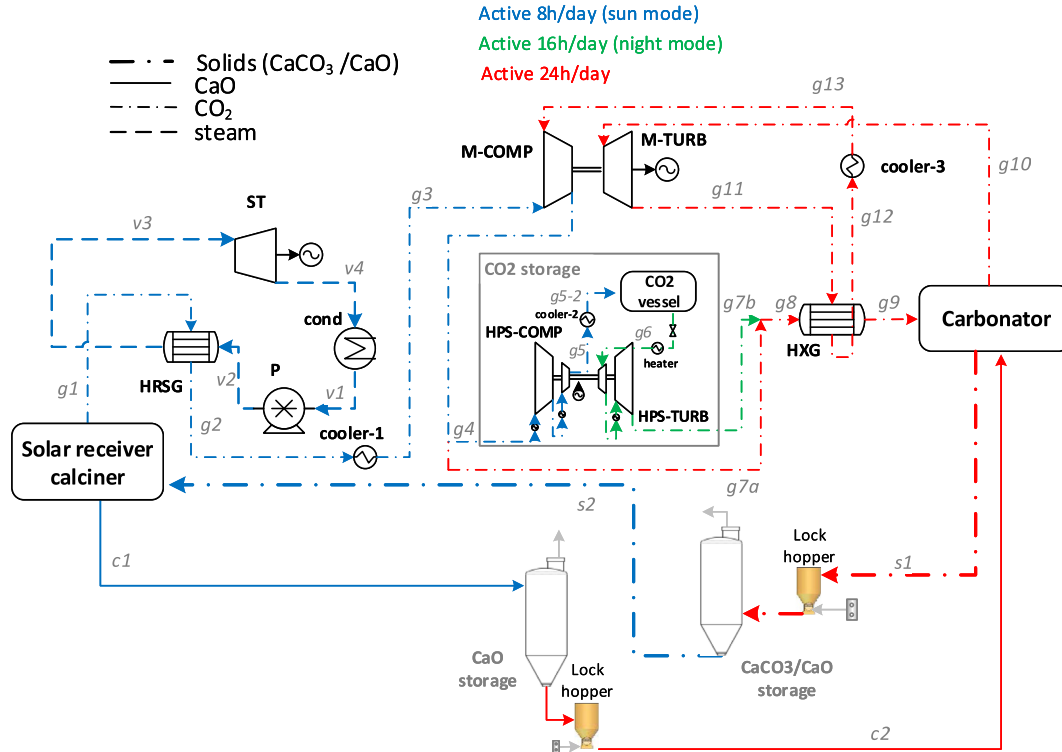 Active 8h/day (sun mode)
Active 16h/day (night mode)
Active 24h/day
Solids (CaCO3 /CaO)
CaO
CO2
steam
g13
M-COMP
M-TURB
cooler-3
g10
g3
g11
g12
ST
v3
v4
CO2 storage
CO2
vessel
g5-2
cooler-2
HPS-COMP
g6
heater
g5
g7b
g8
g9
HXG
Carbonator
cond
HRSG
P
v2
v1
g1
g2
HPS-TURB
cooler-1
g4
Solar receiver
calciner
s2
g7a
Lock
hopper
s1
c1
CaO
storage
CaCO3/CaO
storage
Lock
hopper
c2